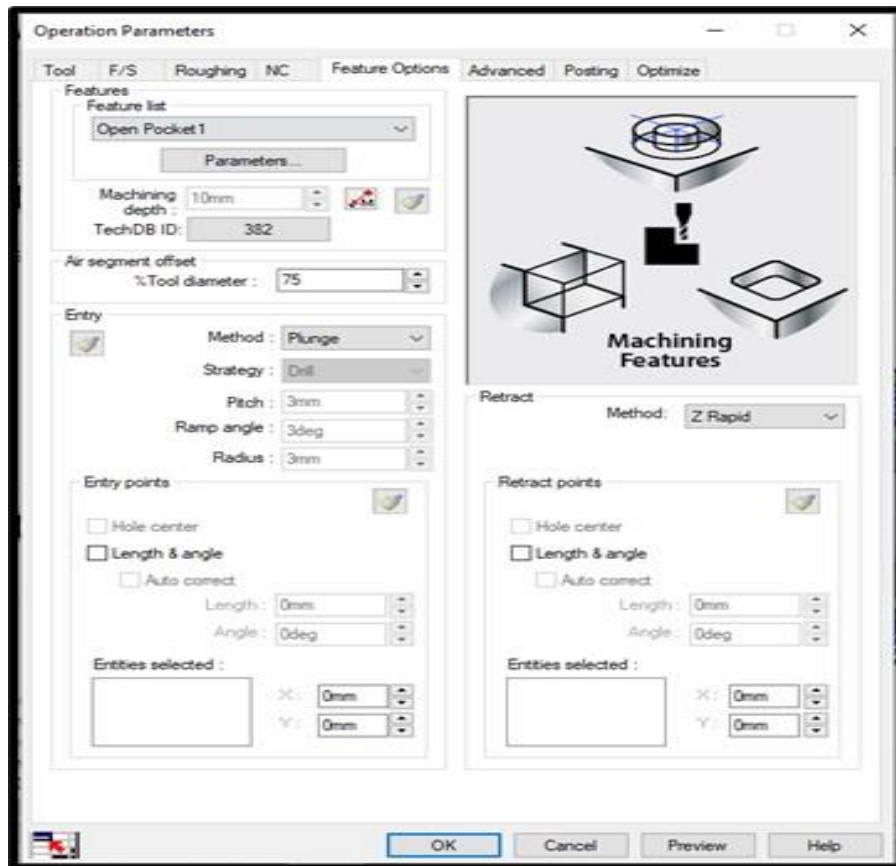 Operation Parameters
Tool F/S Roughing NC Feature Options Advanced Posting Optimize
Features
Feature list
Open Pocket1
Parameters...
Machining depth : 10mm
TechDB ID: 382
Air segment offset
%Tool diameter : 75
Entry
Method : Plunge
Strategy : Drill
Pitch : 3mm
Ramp angle : 3deg
Radius : 3mm
Entry points
Hole center
Length & angle
Auto correct
Length : 0mm
Angle : 0deg
Entities selected :
X : 0mm
Y : 0mm
Machining
Features
Retract
Method: Z Rapid
Retract points
Hole center
Length & angle
Auto correct
Length : 0mm
Angle : 0deg
Entities selected :
X : 0mm
Y : 0mm
OK Cancel Preview Help